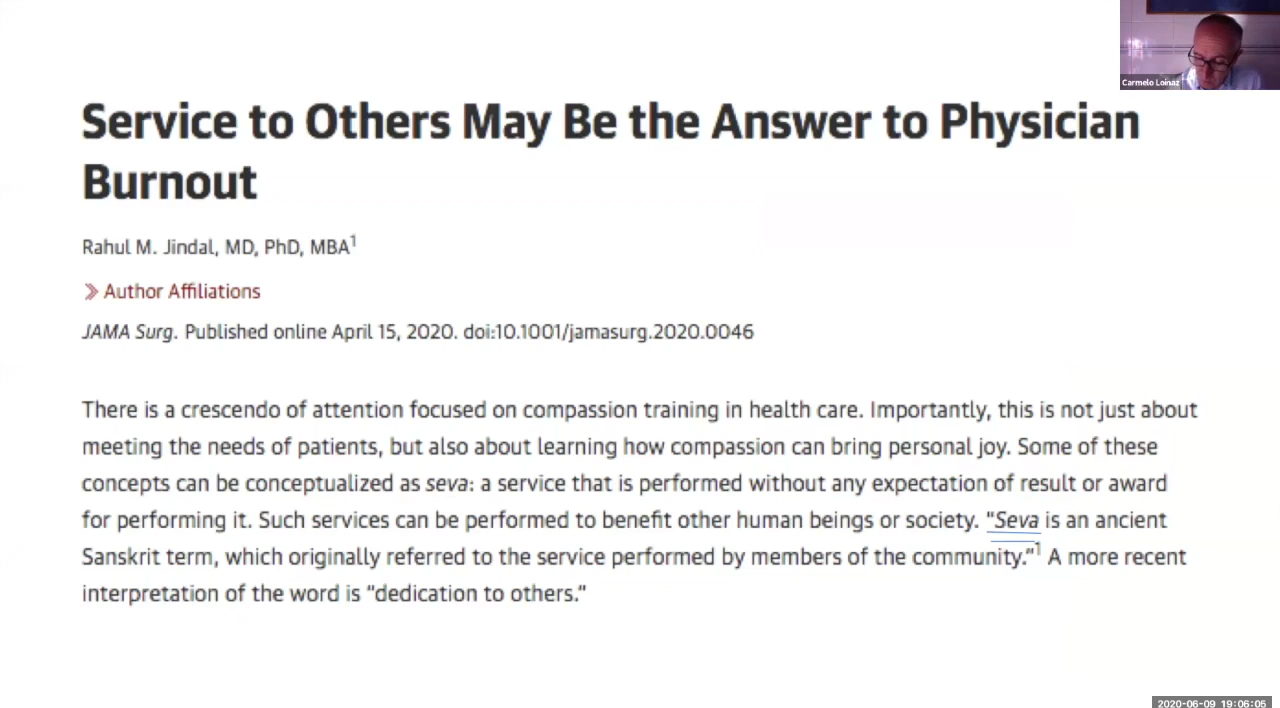 Carmelo Loinaz
Service to Others May Be the Answer to Physician
Burnout
Rahul M. Jindal, MD, PhD, MBA1
Author Affiliations
JAMA Surg. Published online April 15, 2020. doi:10.1001/jamasurg.2020.0046
There is a crescendo of attention focused on compassion training in health care. Importantly, this is not just about
meeting the needs of patients, but also about learning how compassion can bring personal joy. Some of these
concepts can be conceptualized as seva: a service that is performed without any expectation of result or award
for performing it. Such services can be performed to benefit other human beings or society. “Seva is an ancient
Sanskrit term, which originally referred to the service performed by members of the community.”1 A more recent
interpretation of the word is “dedication to others.“
2020-06-09 19:06:05